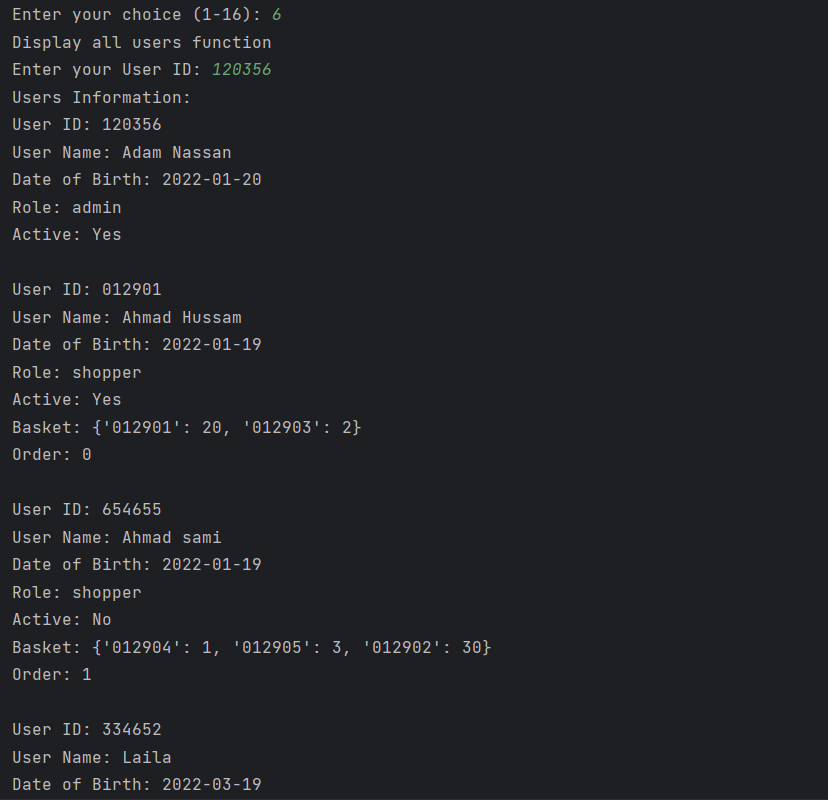 Enter your choice (1-16): 6
Display all users function
Enter your User ID: 120356
Users Information:
User ID: 120356
User Name: Adam Nassan
Date of Birth: 2022-01-20
Role: admin
Active: Yes
User ID: 012901
User Name: Ahmad Hussam
Date of Birth: 2022-01-19
Role: shopper
Active: Yes
Basket: {'012901': 20, '012903': 2}
Order: 0
User ID: 654655
User Name: Ahmad sami
Date of Birth: 2022-01-19
Role: shopper
Active: No
Basket: {'012904': 1, '012905': 3, '012902': 30}
Order: 1
User ID: 334652
User Name: Laila
Date of Birth: 2022-03-19